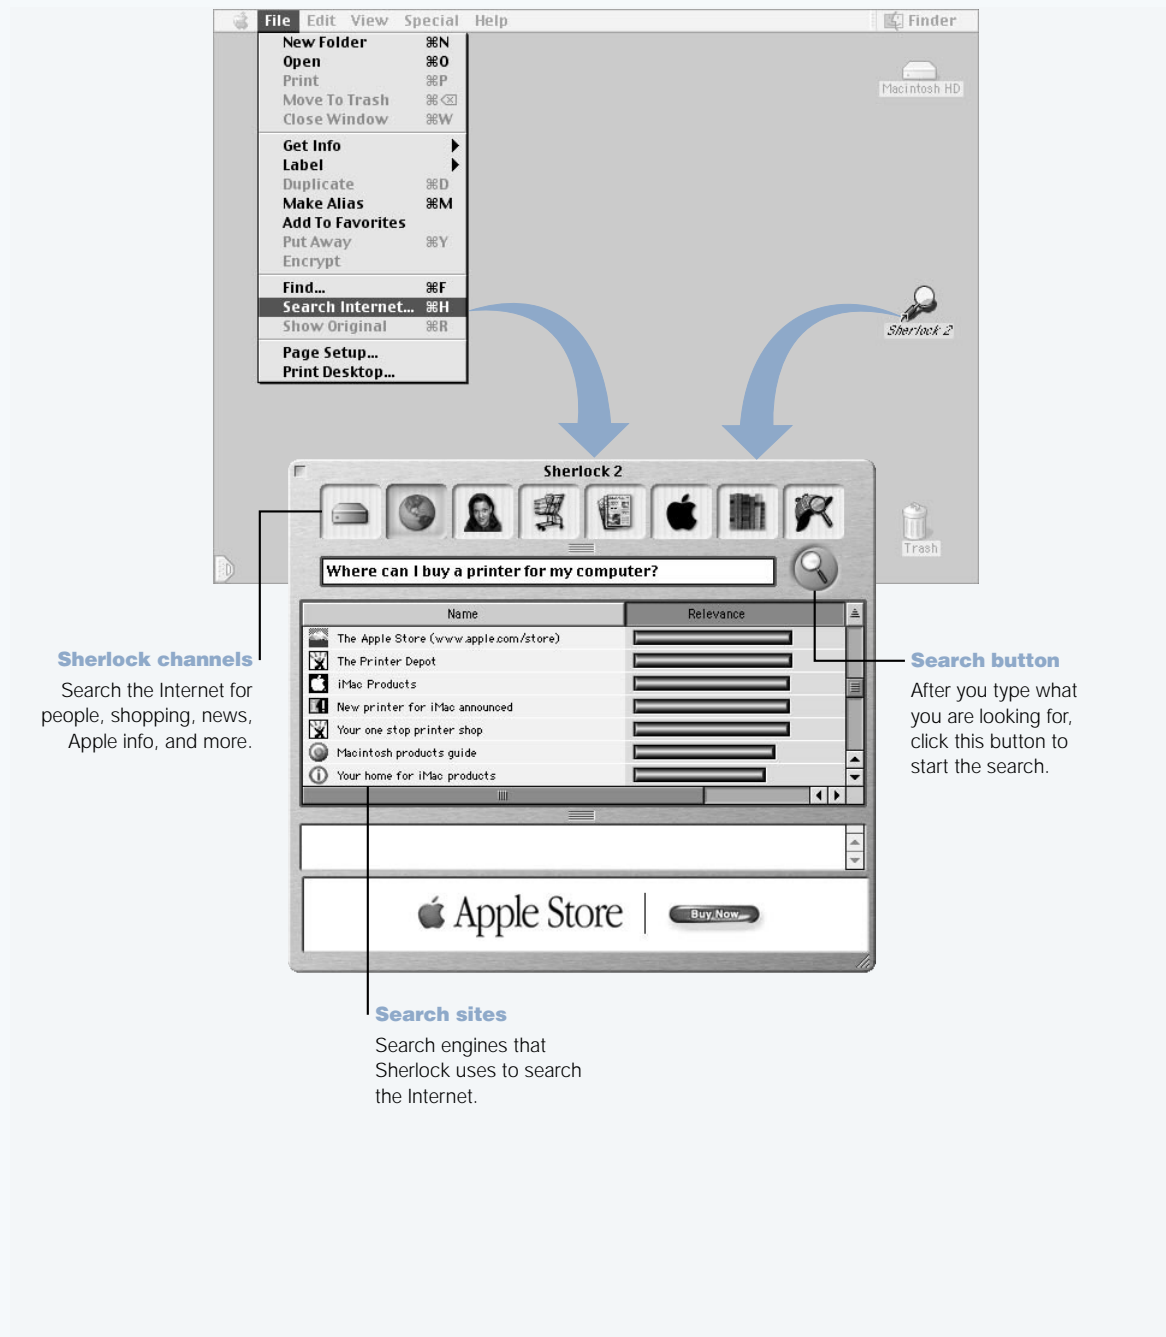 File Edit View Special Help Finder
New Folder ⌘N
Open ⌘O
Print ⌘P
Move To Trash ⌘⌫
Close Window ⌘W
Get Info
Label
Duplicate ⌘D
Make Alias ⌘M
Add To Favorites
Put Away ⌘Y
Encrypt
Find... ⌘F
Search Internet... ⌘H
Show Original ⌘R
Page Setup...
Print Desktop...
Macintosh HD
Sherlock 2
Trash
Sherlock 2
Where can I buy a printer for my computer?
Name Relevance
The Apple Store (www.apple.com/store)
The Printer Depot
iMac Products
New printer for iMac announced
Your one stop printer shop
Macintosh products guide
Your home for iMac products
Apple Store
Buy Now
Sherlock channels
Search the Internet for
people, shopping, news,
Apple info, and more.
Search button
After you type what
you are looking for,
click this button to
start the search.
Search sites
Search engines that
Sherlock uses to search
the Internet.